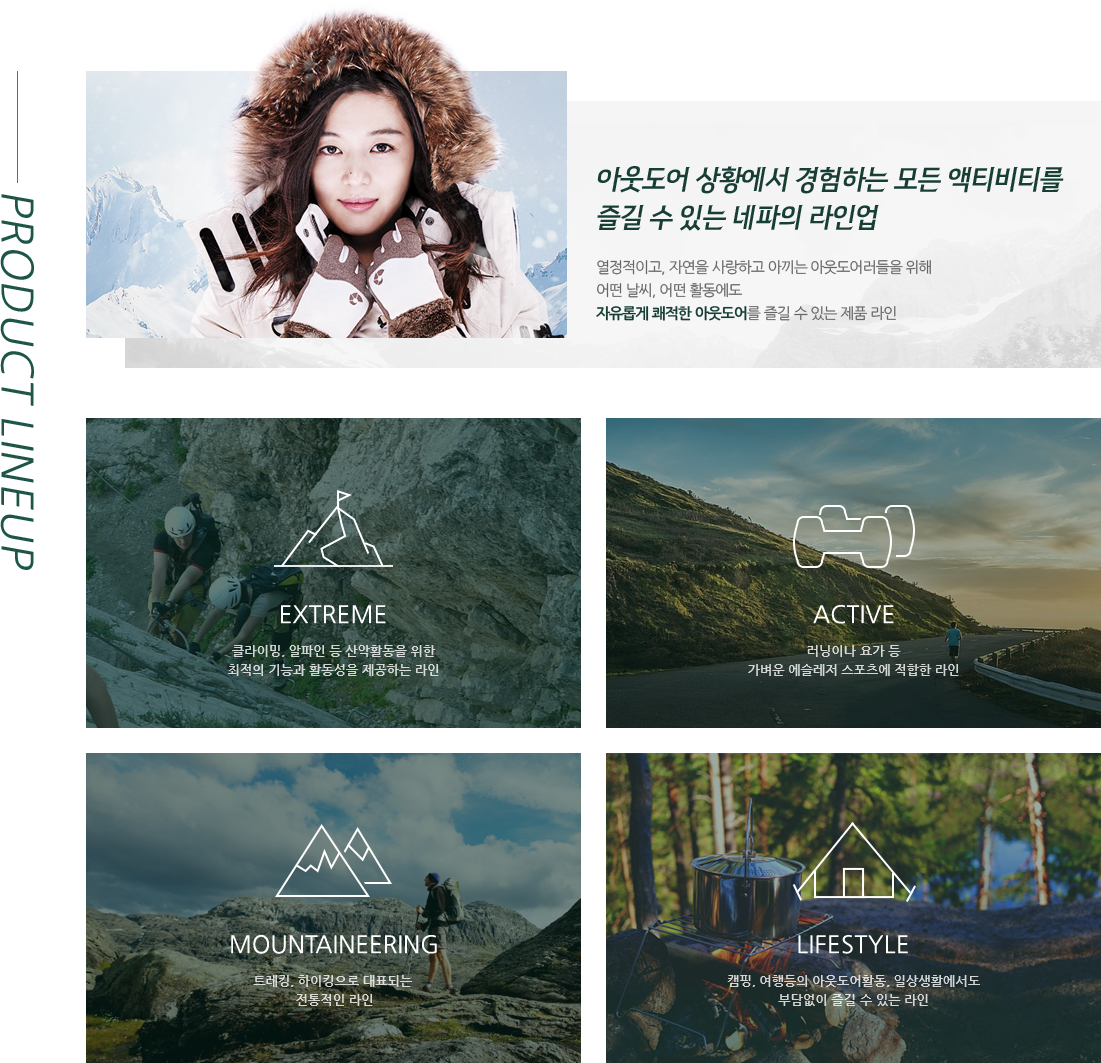 PRODUCT LINEUP
아웃도어 상황에서 경험하는 모든 액티비티를
즐길 수 있는 네파의 라인업
열정적이고, 자연을 사랑하고 아끼는 아웃도어러들을 위해
어떤 날씨, 어떤 활동에도
자유롭게 쾌적한 아웃도어를 즐길 수 있는 제품 라인
EXTREME
클라이밍, 알파인 등 산악활동을 위한
최적의 기능과 활동성을 제공하는 라인
ACTIVE
러닝이나 요가 등
가벼운 에슬레저 스포츠에 적합한 라인
MOUNTAINEERING
트레킹, 하이킹으로 대표되는
전통적인 라인
LIFESTYLE
캠핑, 여행등의 아웃도어활동, 일상생활에서도
부담없이 즐길 수 있는 라인